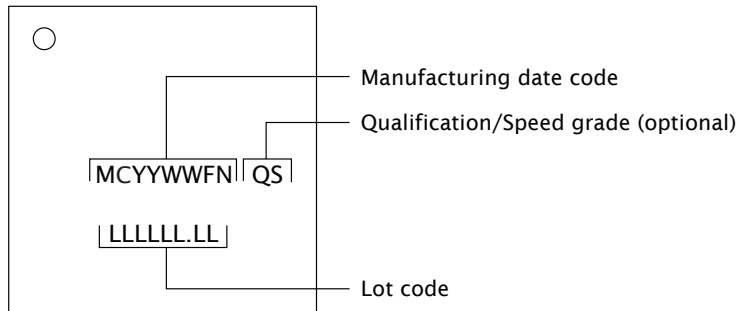 Manufacturing date code
Qualification/Speed grade (optional)
MCYYWWFN QS
LLLLLL.LL
Lot code